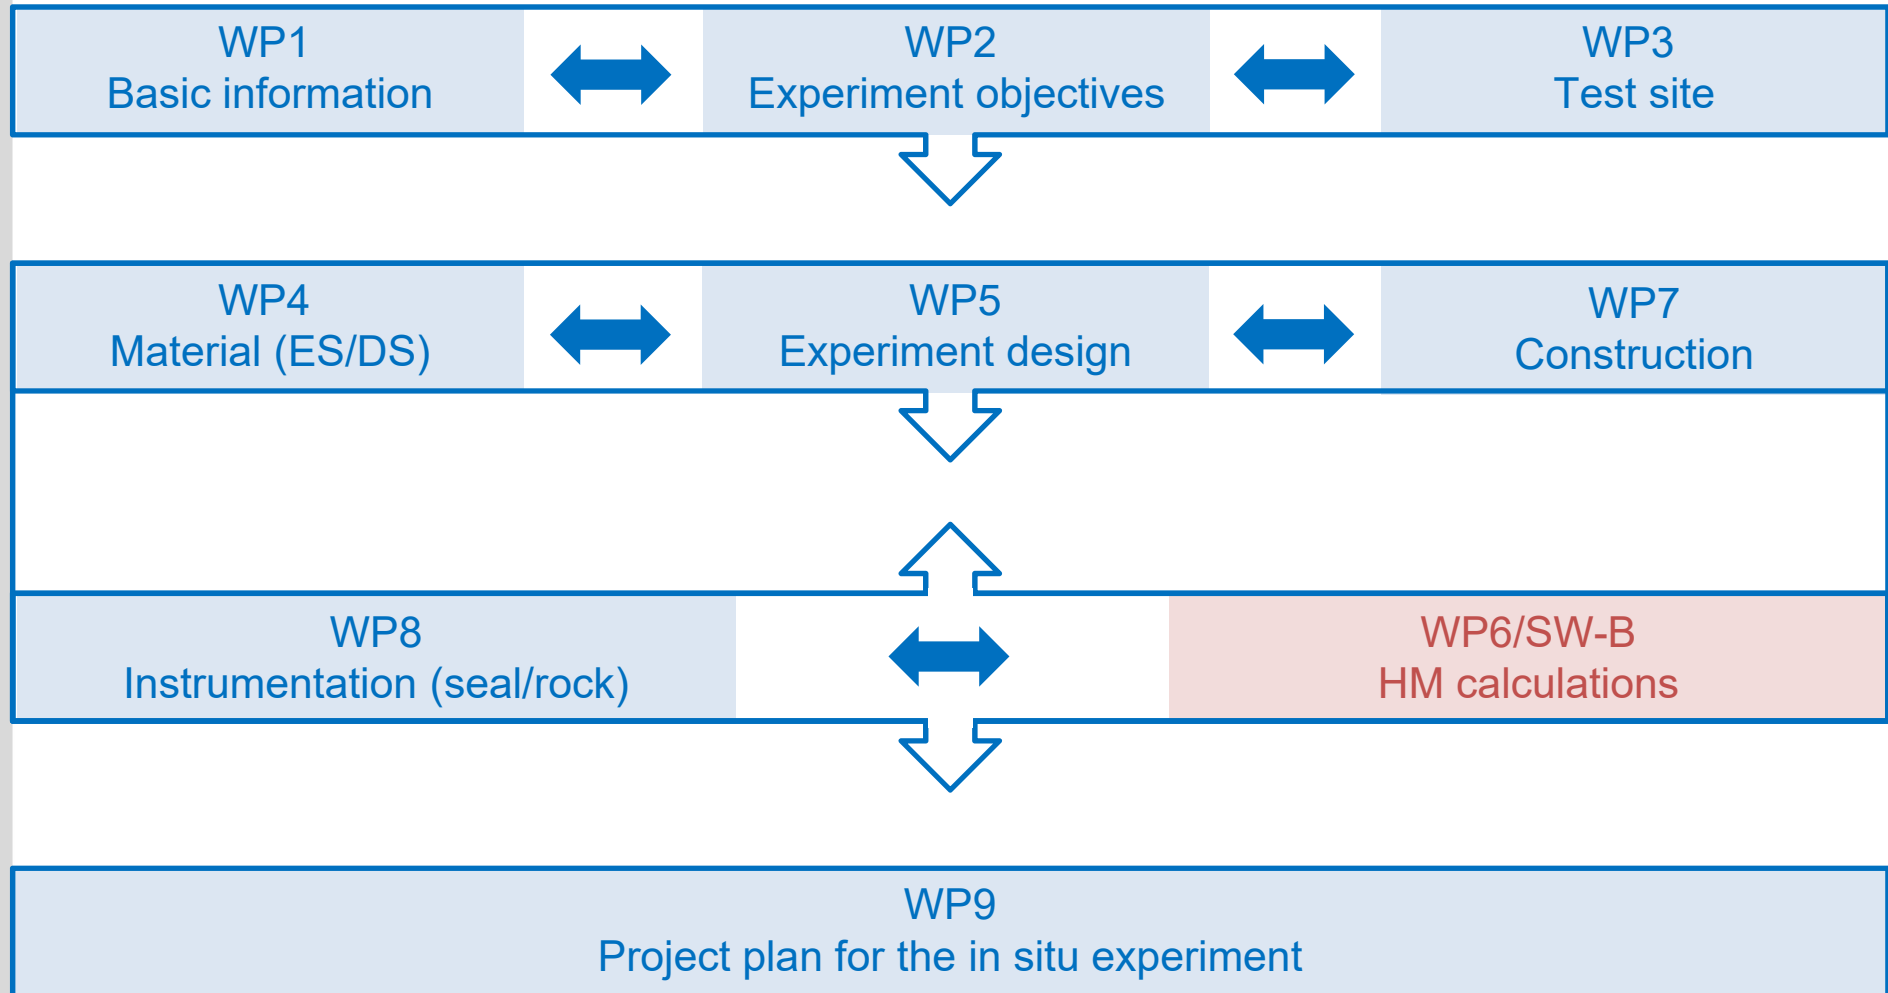 WP1
Basic information
WP2
Experiment objectives
WP3
Test site
WP4
Material (ES/DS)
WP5
Experiment design
WP7
Construction
WP8
Instrumentation (seal/rock)
WP6/SW-B
HM calculations
WP9
Project plan for the in situ experiment